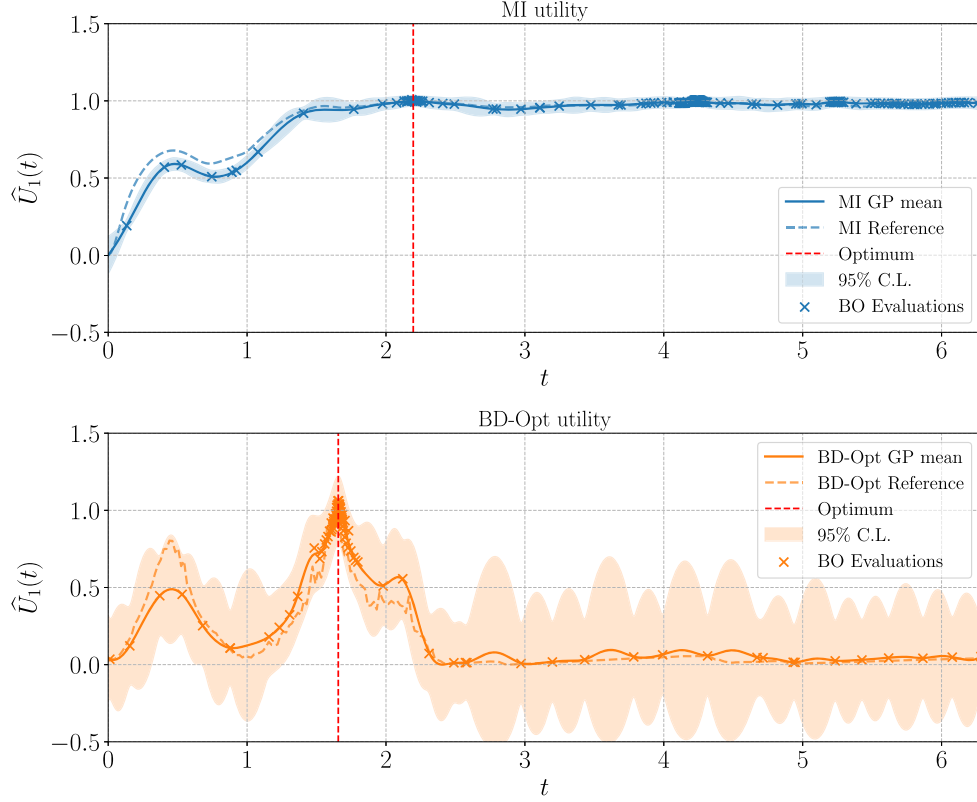 MI utility
1.5
1.0
0.5
0.0
−0.5
Û₁(t)
0 1 2 3 4 5 6
t
MI GP mean
MI Reference
Optimum
95% C.L.
BO Evaluations
BD-Opt utility
1.5
1.0
0.5
0.0
−0.5
Û₁(t)
0 1 2 3 4 5 6
t
BD-Opt GP mean
BD-Opt Reference
Optimum
95% C.L.
BO Evaluations